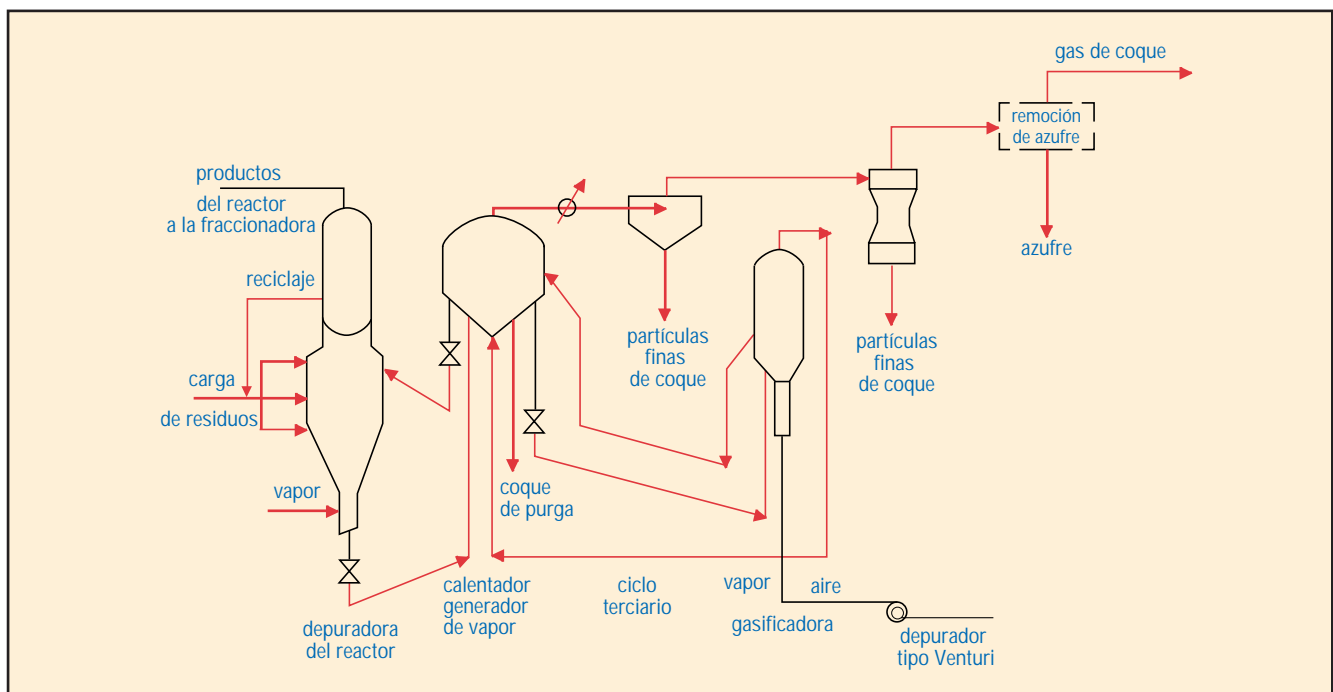 gas de coque
remoción
de azufre
azufre
productos
del reactor
a la fraccionadora
reciclaje
carga
de residuos
vapor
partículas
finas
de coque
partículas
finas
de coque
coque
de purga
depuradora
del reactor
calentador
generador
de vapor
ciclo
terciario
vapor
aire
gasificadora
depurador
tipo Venturi